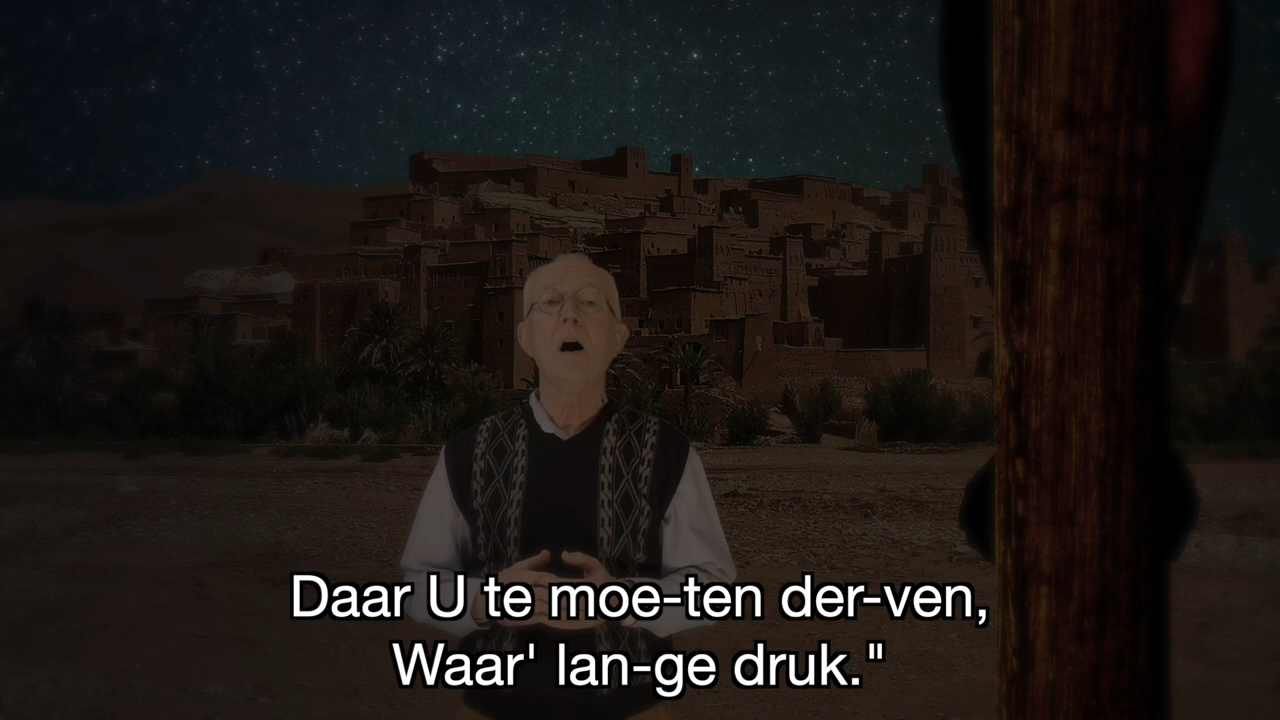 Daar U te moe-ten der-ven,
Waar' lan-ge druk."